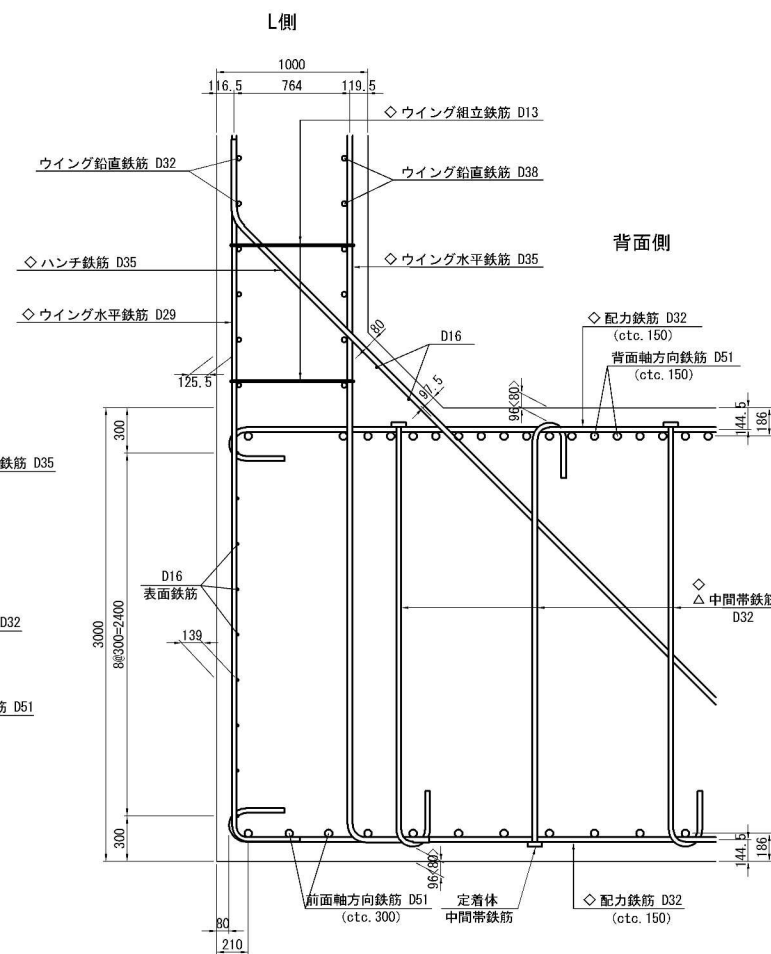 L側
1000
116.5
764
119.5
◇ ウイング組立鉄筋 D13
ウイング鉛直鉄筋 D32
ウイング鉛直鉄筋 D38
背面側
◇ ハンチ鉄筋 D35
◇ ウイング水平鉄筋 D35
◇ ウイング水平鉄筋 D29
80
D16
◇ 配力鉄筋 D32
(ctc.150)
背面軸方向鉄筋 D51
(ctc.150)
125.5
97.5
96<80>
144.5
186
300
鉄筋 D35
D16
表面鉄筋
◇
△ 中間帯鉄筋
D32
D32
139
3000
8@300=2400
筋 D51
300
144.5
186
96<80>
前面軸方向鉄筋 D51
(ctc.300)
定着体
中間帯鉄筋
◇ 配力鉄筋 D32
(ctc.150)
80
210